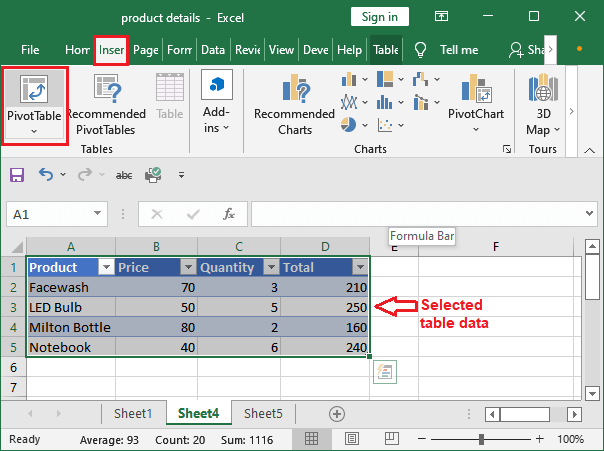 product details - Excel
Sign in
File Hom Inser Page Form Data Revie View Deve Help Table Tell me Sha
PivotTable
Recommended
PivotTables
Table
Add-
ins
Recommended
Charts
PivotChart
3D
Map
Tables
Charts
Tours
abc
A1
fx
Formula Bar
A B C D E F
1 Product Price Quantity Total
2 Facewash 70 3 210
3 LED Bulb 50 5 250
4 Milton Bottle 80 2 160
5 Notebook 40 6 240
6
7
Selected
table data
Sheet1 Sheet4 Sheet5
Ready Average: 93 Count: 20 Sum: 1116 100%